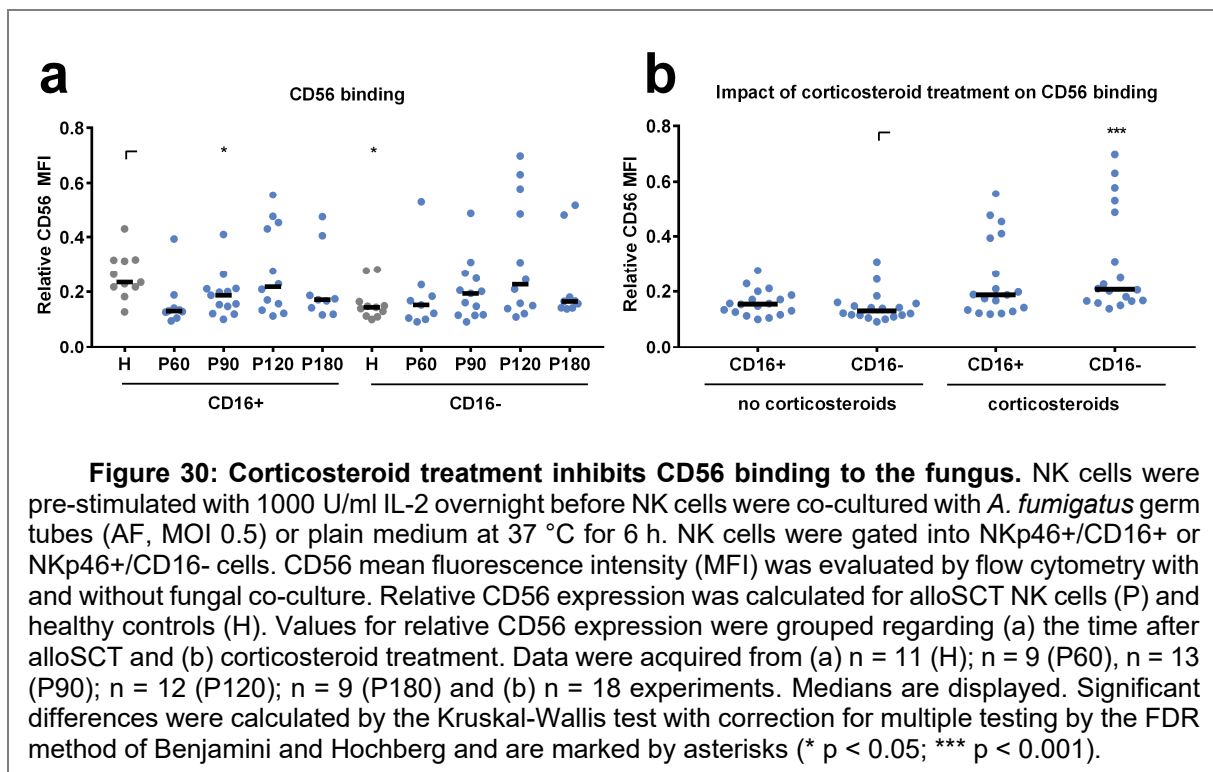 a
b
CD56 binding
Impact of corticosteroid treatment on CD56 binding
Relative CD56 MFI
0.8
0.6
0.4
0.2
0.0
*
*
H P60 P90 P120 P180 H P60 P90 P120 P180
CD16+ CD16-
Relative CD56 MFI
0.8
0.6
0.4
0.2
0.0
***
CD16+ CD16- CD16+ CD16-
no corticosteroids corticosteroids
Figure 30: Corticosteroid treatment inhibits CD56 binding to the fungus. NK cells were
pre-stimulated with 1000 U/ml IL-2 overnight before NK cells were co-cultured with A. fumigatus germ
tubes (AF, MOI 0.5) or plain medium at 37 °C for 6 h. NK cells were gated into NKp46+/CD16+ or
NKp46+/CD16- cells. CD56 mean fluorescence intensity (MFI) was evaluated by flow cytometry with
and without fungal co-culture. Relative CD56 expression was calculated for alloSCT NK cells (P) and
healthy controls (H). Values for relative CD56 expression were grouped regarding (a) the time after
alloSCT and (b) corticosteroid treatment. Data were acquired from (a) n = 11 (H); n = 9 (P60), n = 13
(P90); n = 12 (P120); n = 9 (P180) and (b) n = 18 experiments. Medians are displayed. Significant
differences were calculated by the Kruskal-Wallis test with correction for multiple testing by the FDR
method of Benjamini and Hochberg and are marked by asterisks (* p < 0.05; *** p < 0.001).